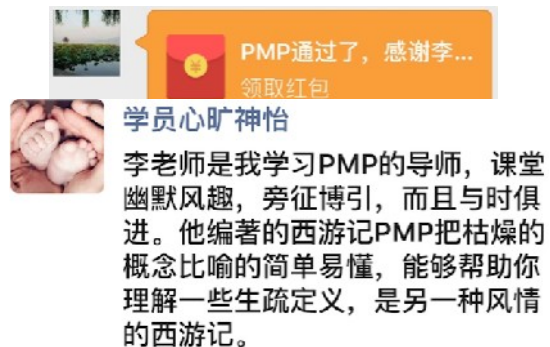 PMP通过了，感谢李...
领取红包
学员心旷神怡
李老师是我学习PMP的导师，课堂
幽默风趣，旁征博引，而且与时俱
进。他编著的西游记PMP把枯燥的
概念比喻的简单易懂，能够帮助你
理解一些生疏定义，是另一种风情
的西游记。